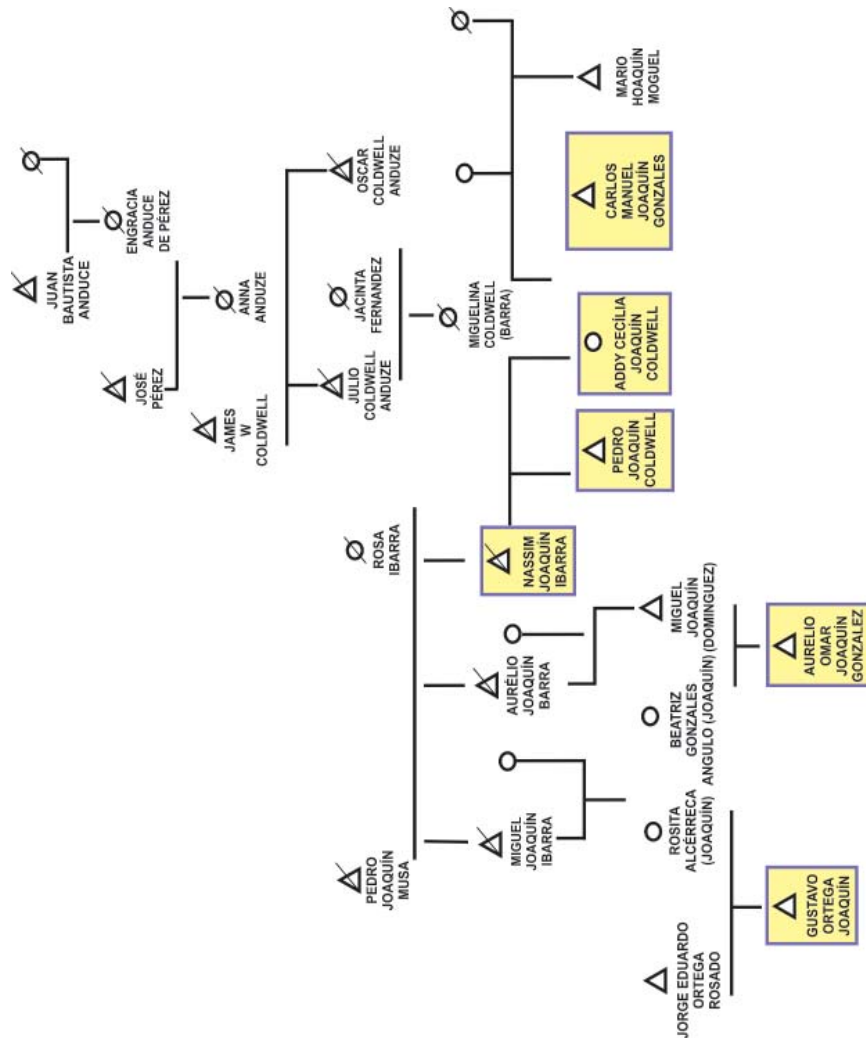 JUAN
BAUTISTA
ANDUCE
ENGRACIA
ANDUCE
DE PÉREZ
JOSÉ
PÉREZ
ANNA
ANDUZE
JAMES
W
COLDWELL
OSCAR
COLDWELL
ANDUZE
JULIO
COLDWELL
ANDUZE
JACINTA
FERNANDEZ
MIGUELINA
COLDWELL
(BARRA)
PEDRO
JOAQUÍN
MUSA
ROSA
IBARRA
MIGUEL
JOAQUÍN
IBARRA
AURÉLIO
JOAQUÍN
BARRA
NASSIM
JOAQUÍN
IBARRA
PEDRO
JOAQUÍN
COLDWELL
ADDY CECÍLIA
JOAQUÍN
COLDWELL
CARLOS
MANUEL
JOAQUÍN
GONZALES
MARIO
HOAQUÍN
MOGUEL
JORGE EDUARDO
ORTEGA
ROSADO
ROSITA
ALCÉRRECA
(JOAQUÍN)
BEATRIZ
GONZALES
ANGULO (JOAQUÍN)
MIGUEL
JOAQUÍN
(DOMINGUEZ)
GUSTAVO
ORTEGA
JOAQUÍN
AURELIO
OMAR
JOAQUÍN
GONZALEZ